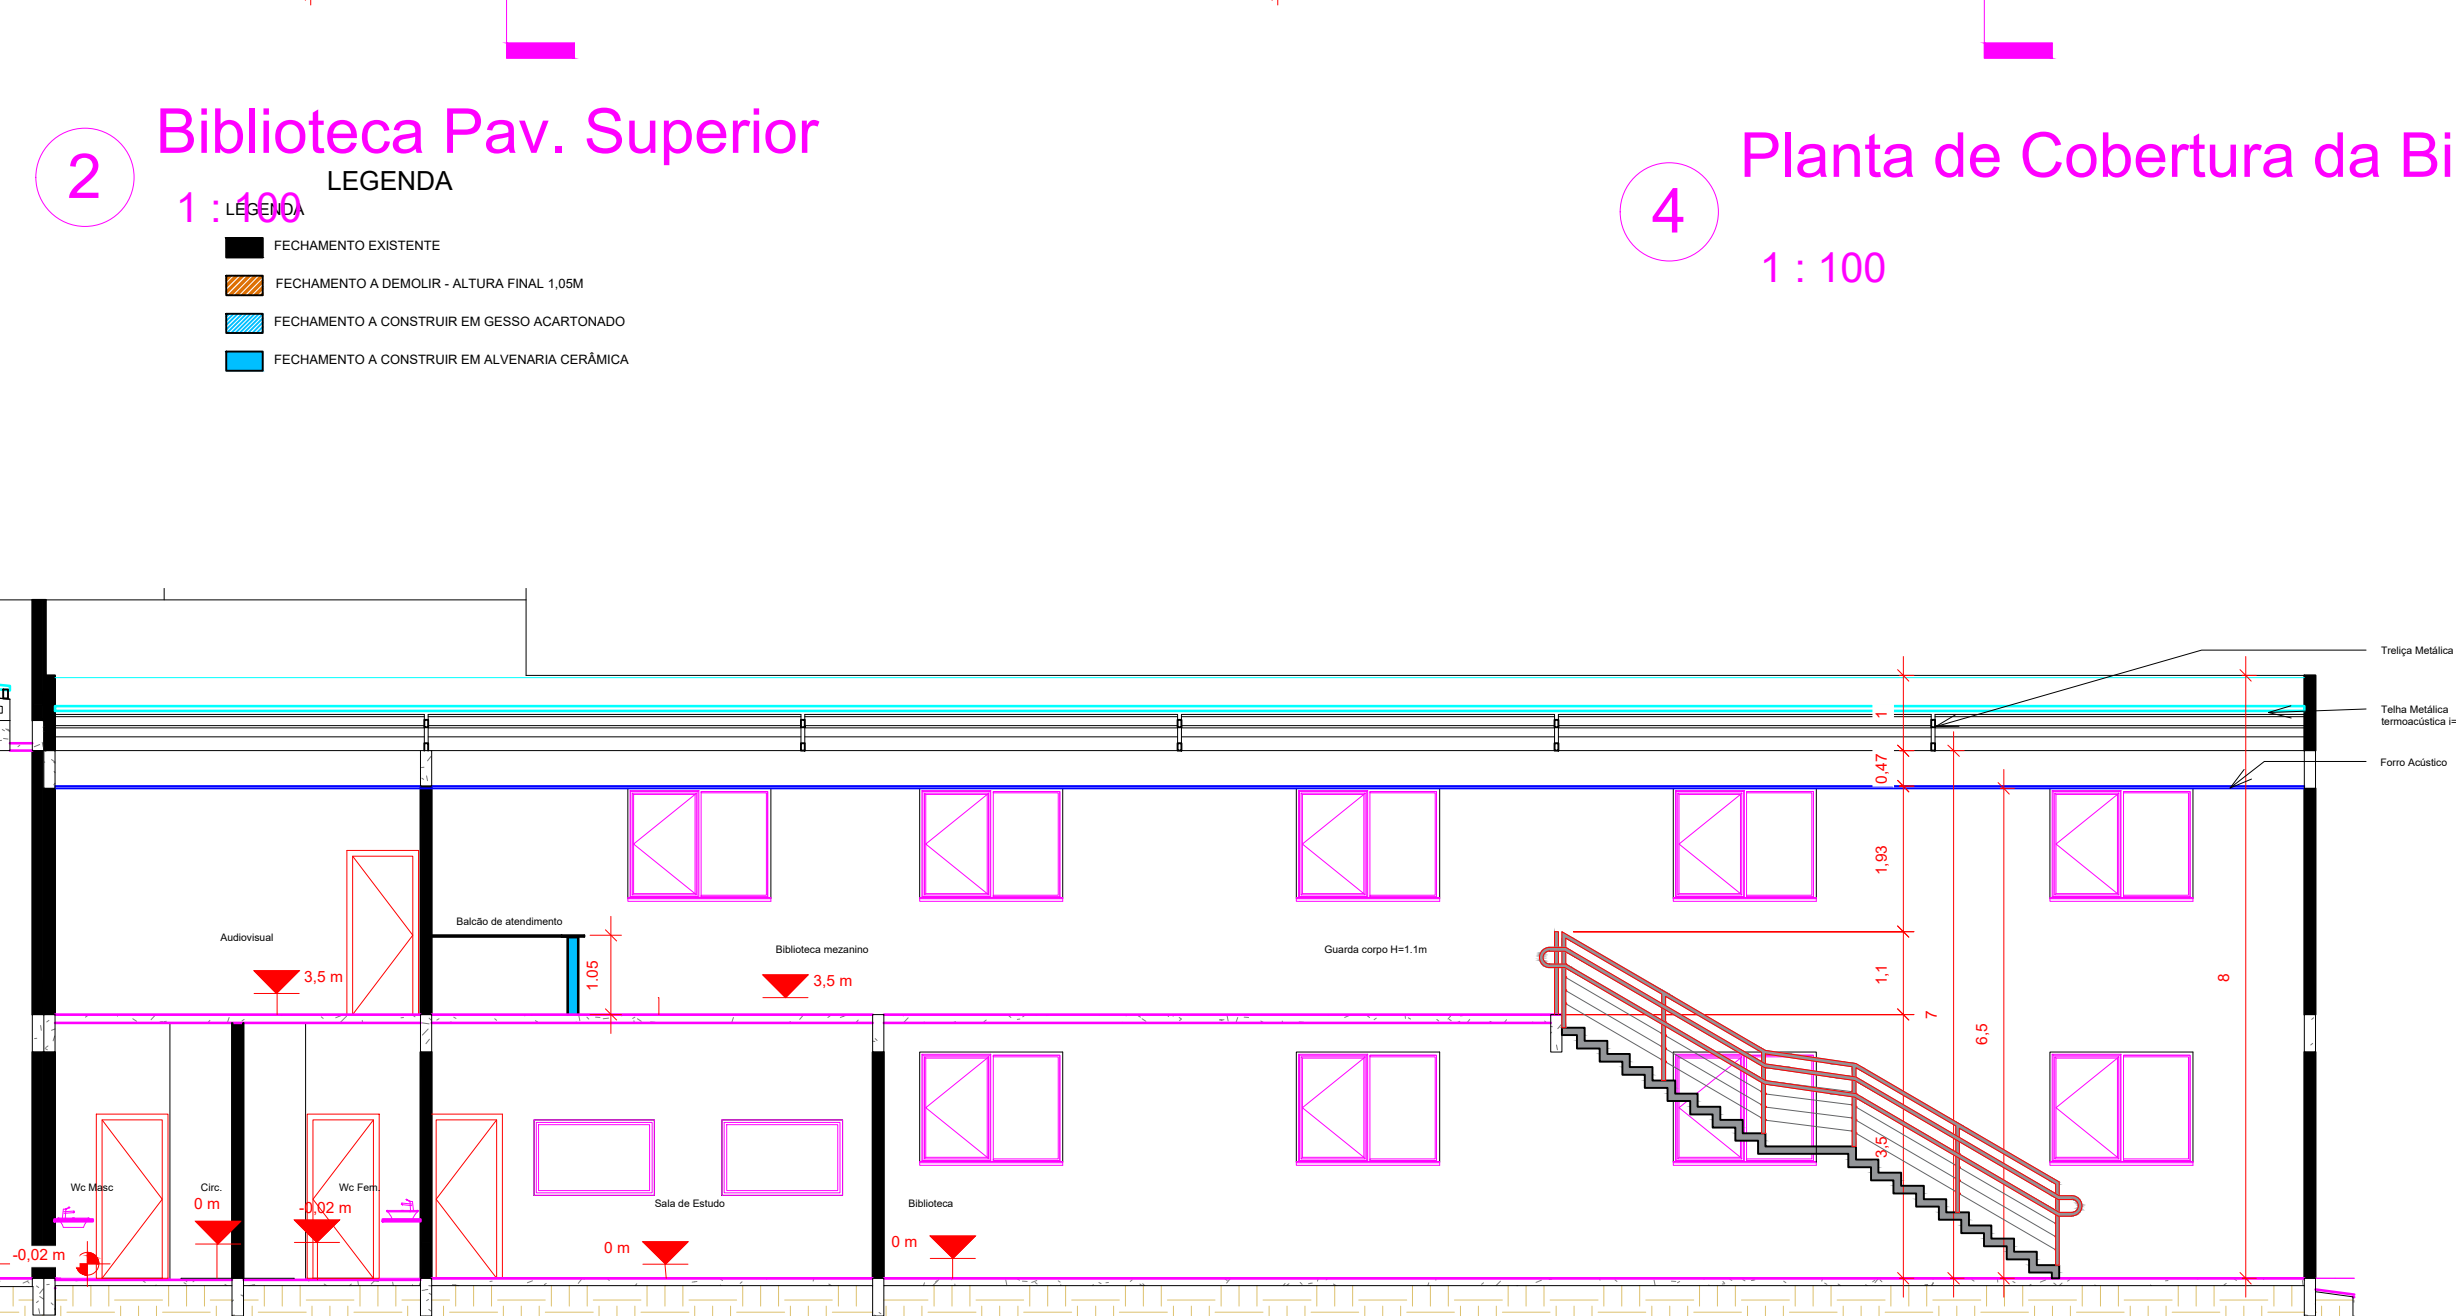 2
Biblioteca Pav. Superior
1 : 100
LEGENDA
LEGENDA
FECHAMENTO EXISTENTE
FECHAMENTO A DEMOLIR - ALTURA FINAL 1,05M
FECHAMENTO A CONSTRUIR EM GESSO ACARTONADO
FECHAMENTO A CONSTRUIR EM ALVENARIA CERÂMICA
4
Planta de Cobertura da Bi
1 : 100
Treliça Metálica
Telha Metálica
termoacústica i=
Forro Acústico
1
0,47
1,93
1,1
3,5
7
6,5
8
Audiovisual
3,5 m
Balcão de atendimento
1.05
Biblioteca mezanino
3,5 m
Guarda corpo H=1.1m
Wc Masc
-0,02 m
Circ.
0 m
Wc Fem.
-0,02 m
Sala de Estudo
0 m
Biblioteca
0 m